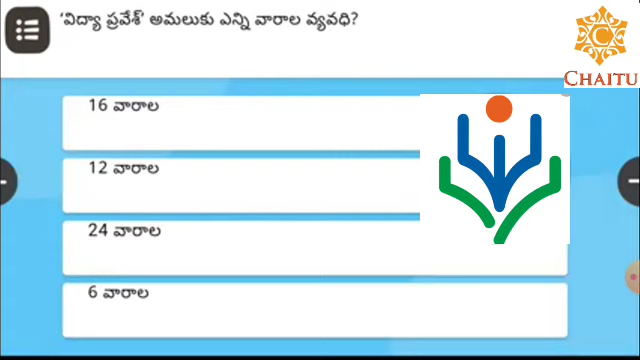 ‘విద్యా ప్రవేశ్’ అమలుకు ఎన్ని వారాల వ్యవధి?
CHAITU
16 వారాల
12 వారాల
24 వారాల
6 వారాల